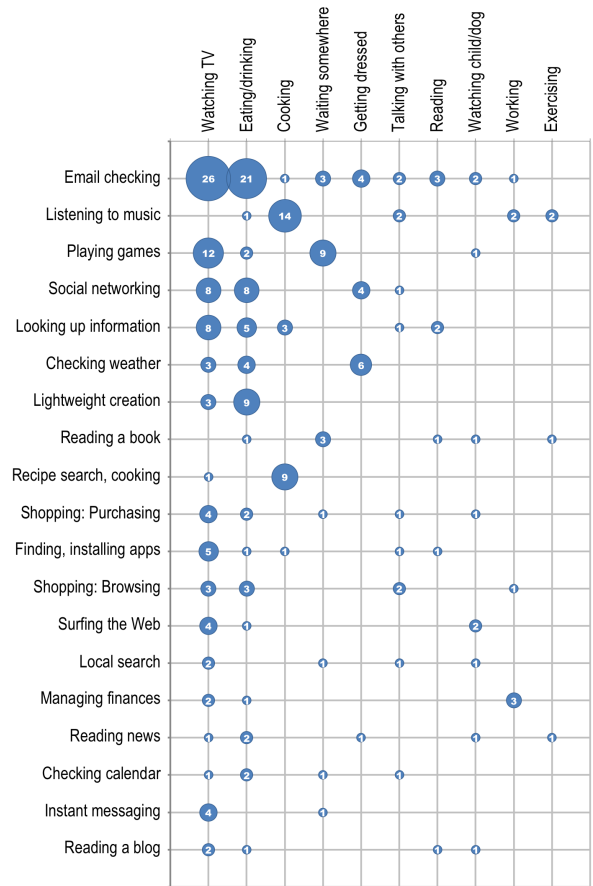 Watching TV
Eating/drinking
Cooking
Waiting somewhere
Getting dressed
Talking with others
Reading
Watching child/dog
Working
Exercising
Email checking 26 21 1 3 4 2 3 2 1
Listening to music 1 14 2 2 2
Playing games 12 2 9 1
Social networking 8 8 4 1
Looking up information 8 5 3 1 2
Checking weather 3 4 6
Lightweight creation 3 9
Reading a book 1 3 1 1 1
Recipe search, cooking 1 9
Shopping: Purchasing 4 2 1 1 1
Finding, installing apps 5 1 1 1 1
Shopping: Browsing 3 3 2 1
Surfing the Web 4 1 2
Local search 2 1 1 1
Managing finances 2 1 3
Reading news 1 2 1 1 1
Checking calendar 1 2 1 1
Instant messaging 4 1
Reading a blog 2 1 1 1